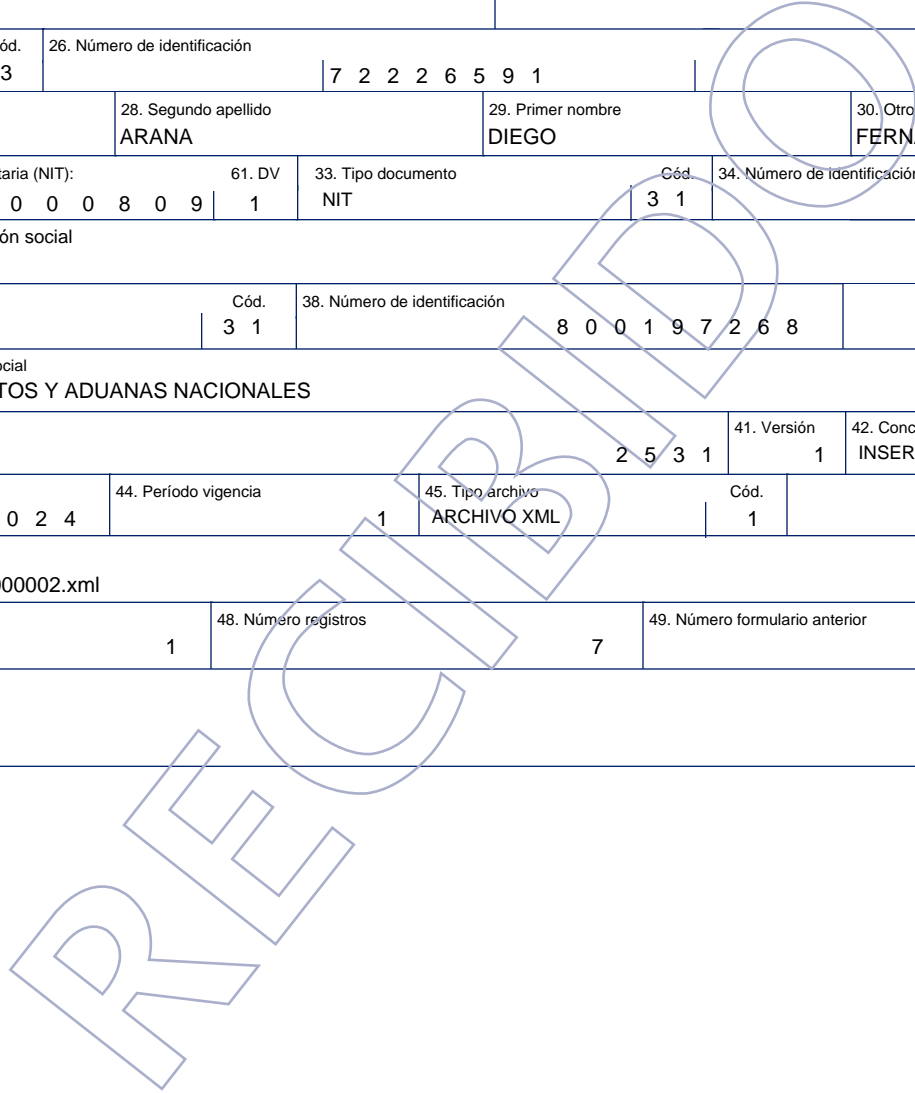 ód. 26. Número de identificación
3 7 2 2 2 6 5 9 1
28. Segundo apellido 29. Primer nombre 30. Otro
ARANA DIEGO FERNA
taria (NIT): 61. DV 33. Tipo documento Cód. 34. Número de identificación
0 0 0 8 0 9 1 NIT 3 1
ón social
Cód. 38. Número de identificación
3 1 8 0 0 1 9 7 2 6 8
ocial
TOS Y ADUANAS NACIONALES
41. Versión 42. Conc
2 5 3 1 1 INSER
44. Período vigencia 45. Tipo archivo Cód.
0 2 4 1 ARCHIVO XML 1
000002.xml
48. Número registros 49. Número formulario anterior
1 7
RECIBIDO